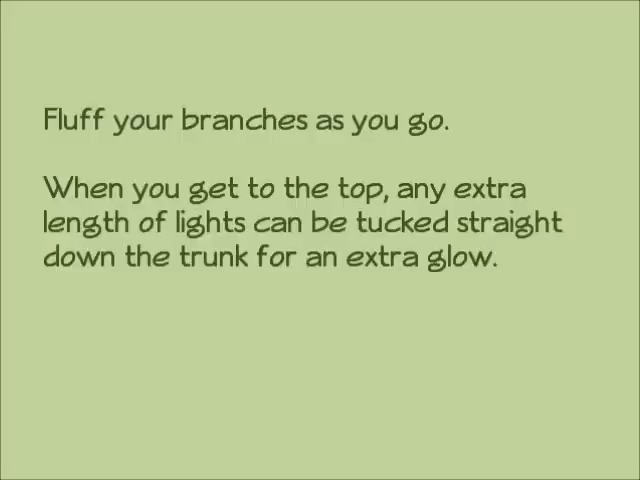 Fluff your branches as you go.
When you get to the top, any extra
length of lights can be tucked straight
down the trunk for an extra glow.